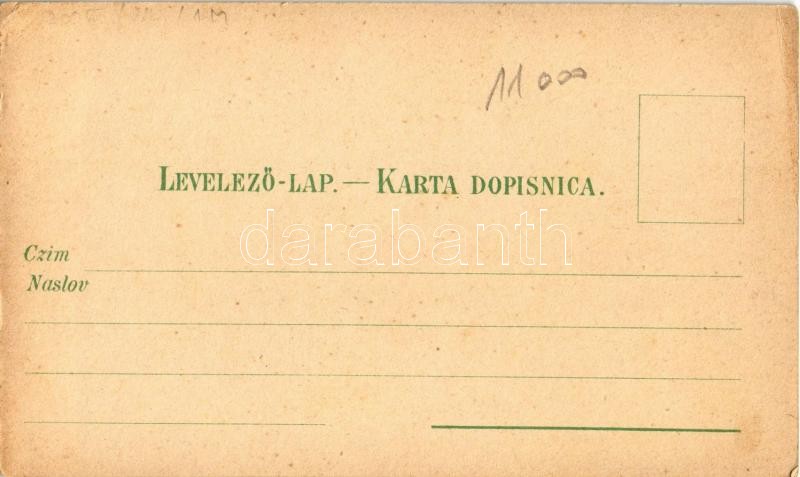 11000
LEVELEZŐ-LAP. — KARTA DOPISNICA.
darabanth
Czim
Naslov